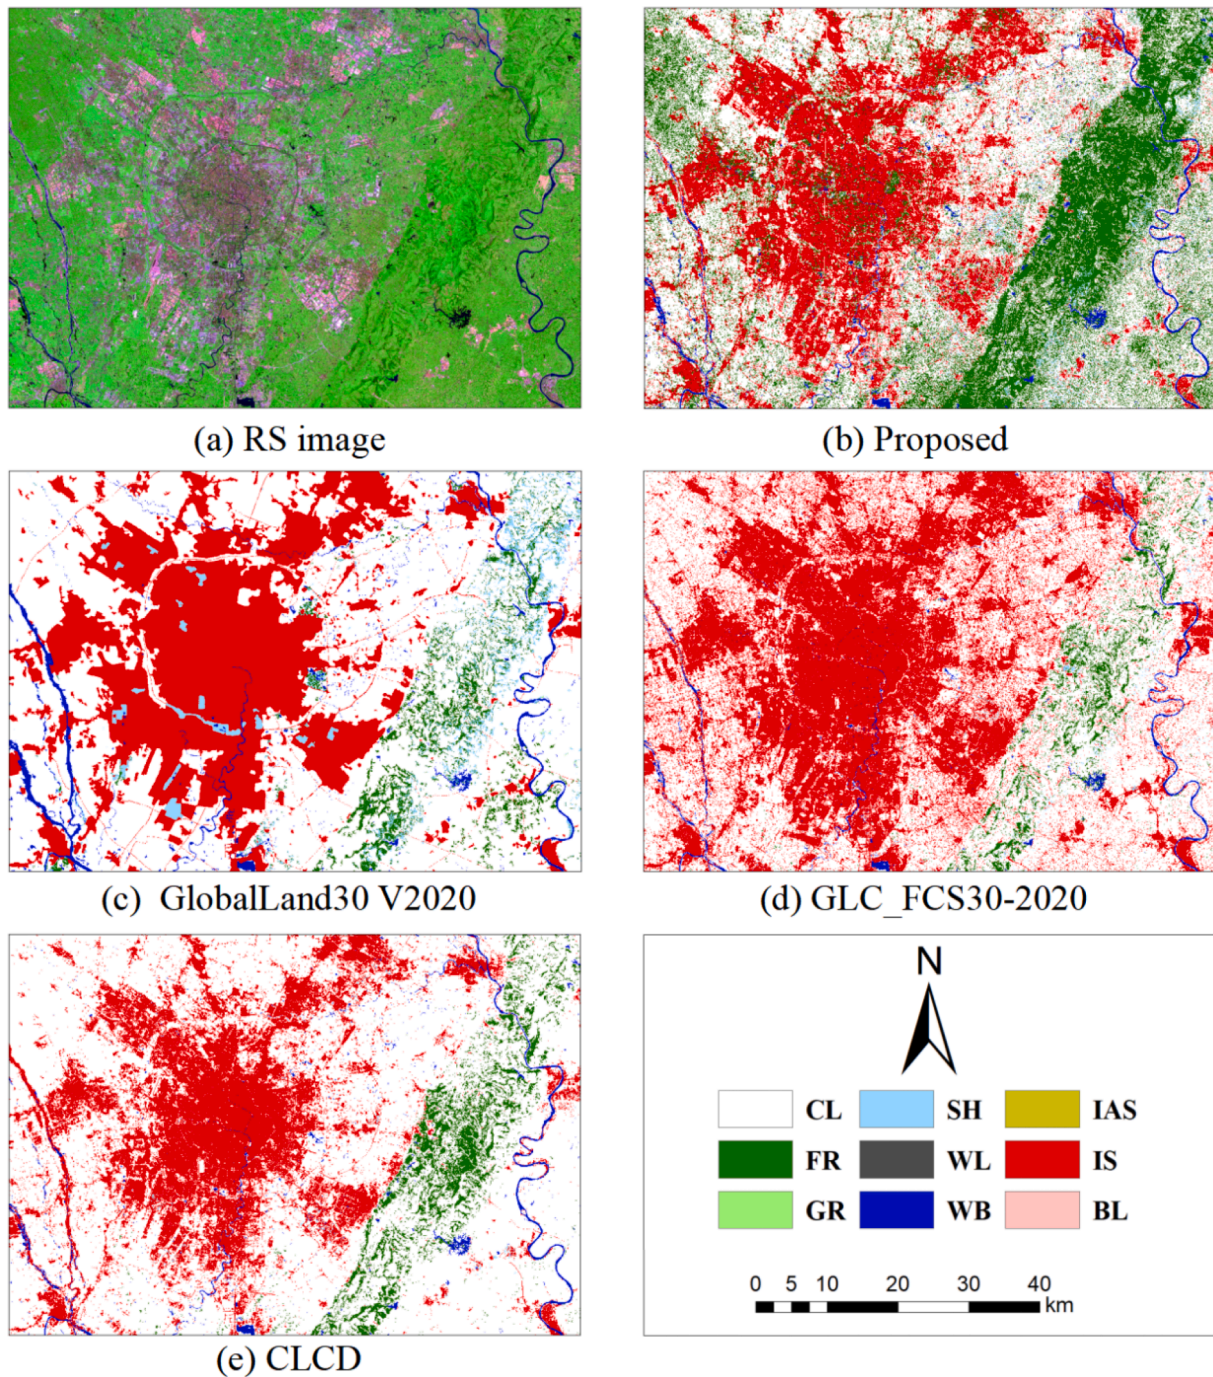 (a) RS image
(b) Proposed
(c) GlobalLand30 V2020
(d) GLC_FCS30-2020
(e) CLCD
N
CL SH IAS
FR WL IS
GR WB BL
0 5 10 20 30 40
km